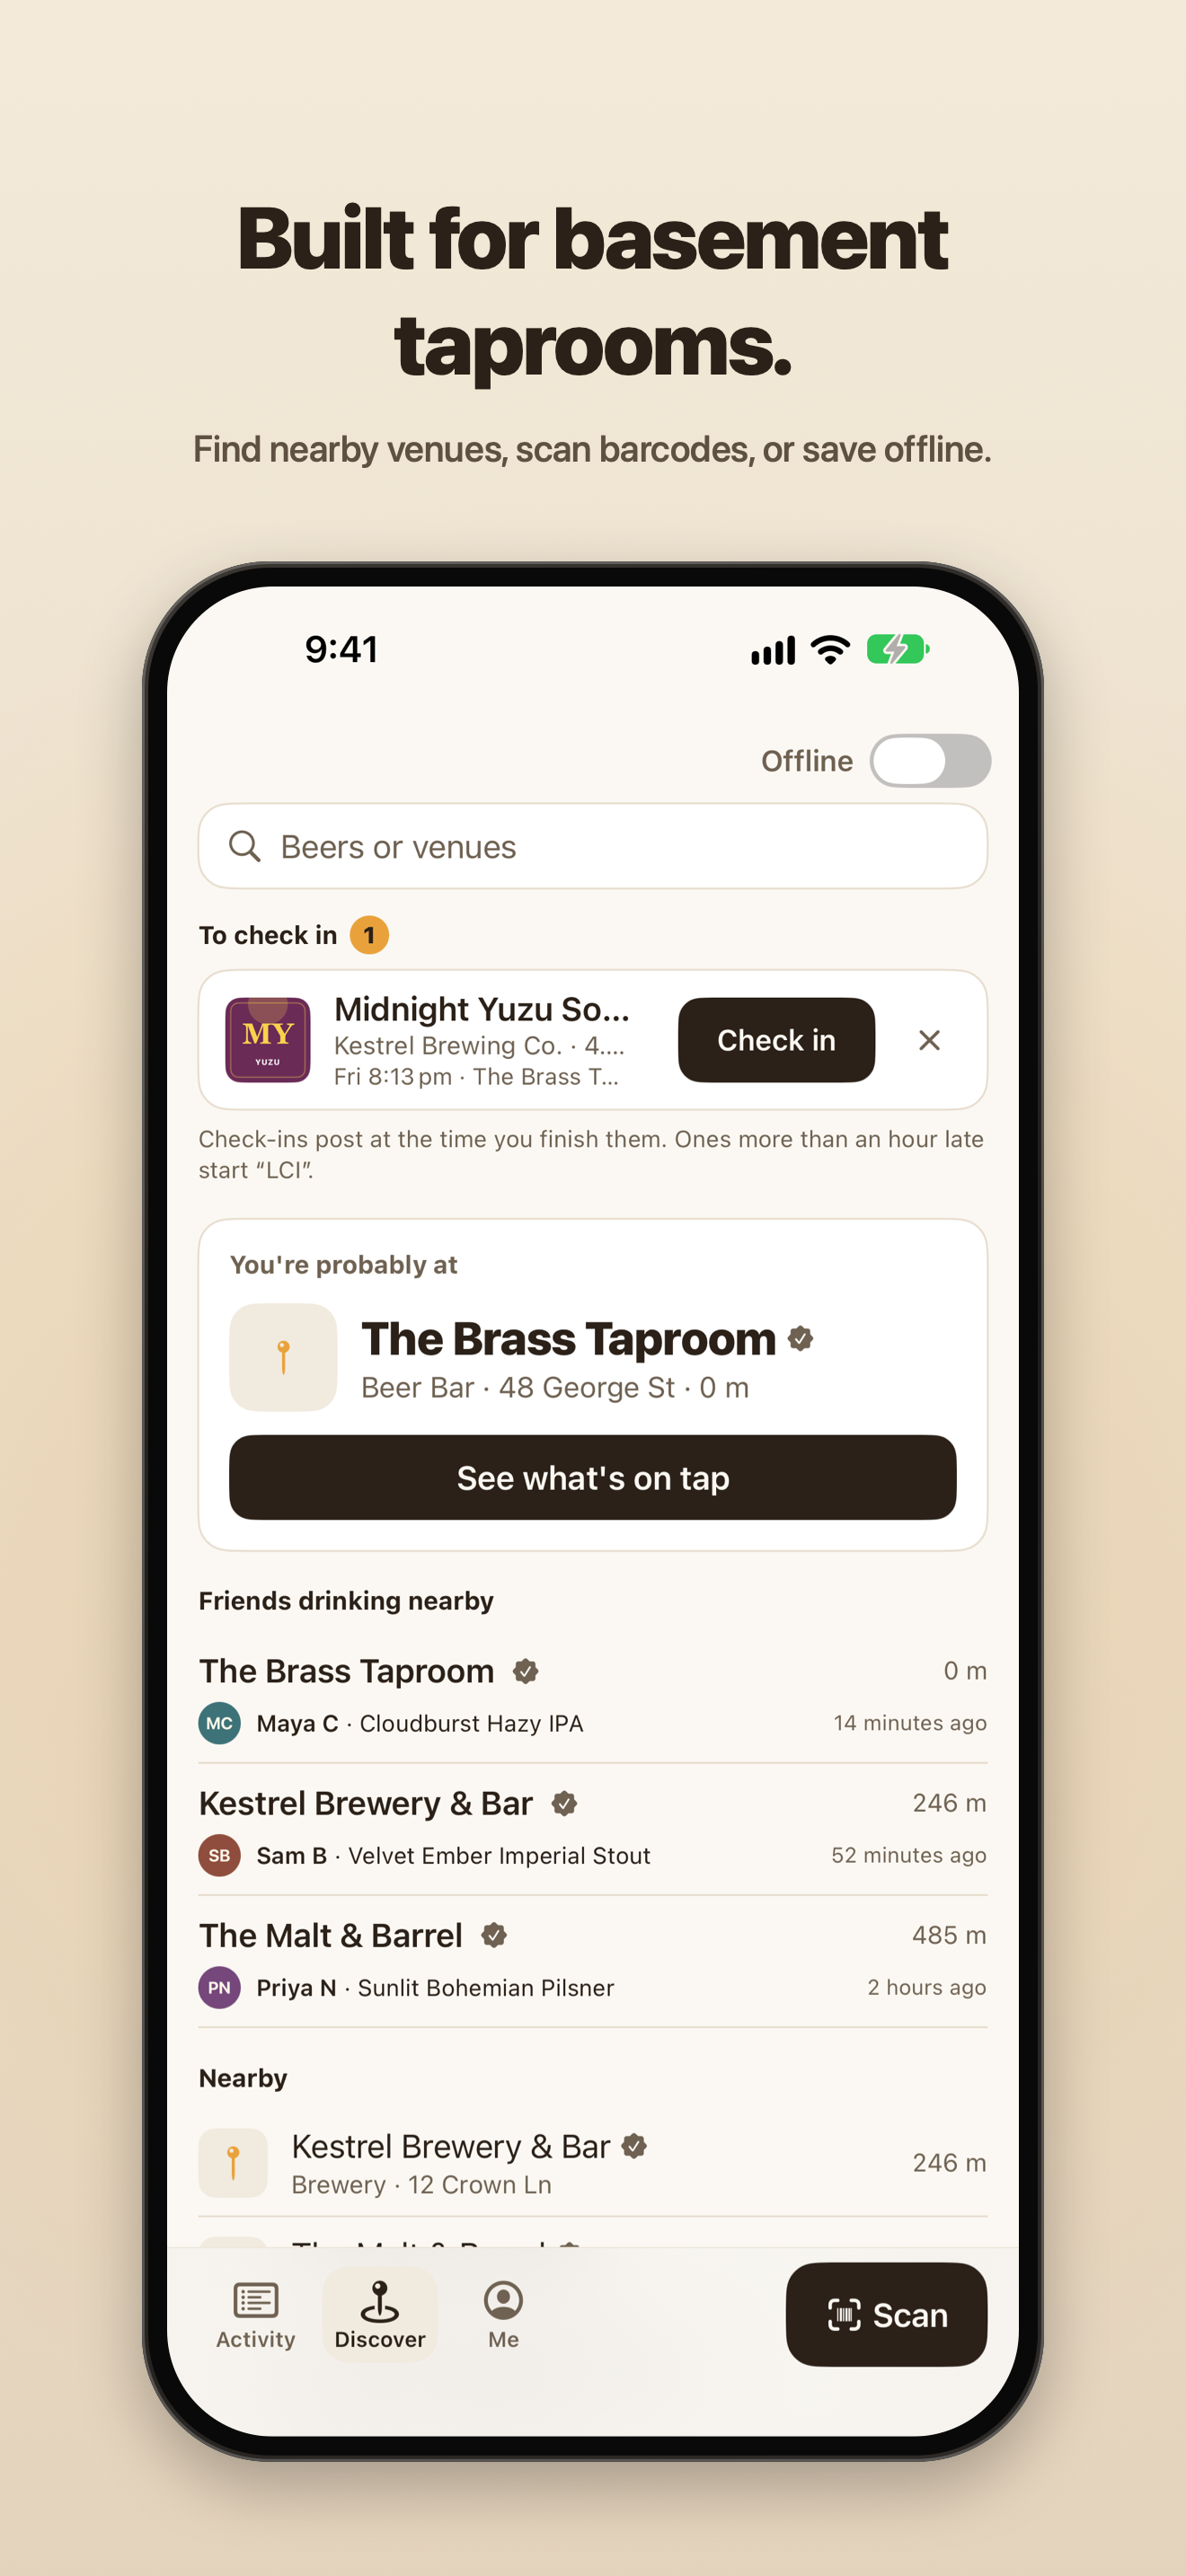 Built for basement
taprooms.
Find nearby venues, scan barcodes, or save offline.
9:41
Offline
Beers or venues
To check in 1
MY
YUZU
Midnight Yuzu So...
Kestrel Brewing Co. · 4....
Fri 8:13 pm · The Brass T...
Check in
Check-ins post at the time you finish them. Ones more than an hour late
start “LCI”.
You're probably at
The Brass Taproom
Beer Bar · 48 George St · 0 m
See what's on tap
Friends drinking nearby
The Brass Taproom 0 m
MC Maya C · Cloudburst Hazy IPA 14 minutes ago
Kestrel Brewery & Bar 246 m
SB Sam B · Velvet Ember Imperial Stout 52 minutes ago
The Malt & Barrel 485 m
PN Priya N · Sunlit Bohemian Pilsner 2 hours ago
Nearby
Kestrel Brewery & Bar
Brewery · 12 Crown Ln
246 m
The Malt & Barrel
Activity Discover Me Scan